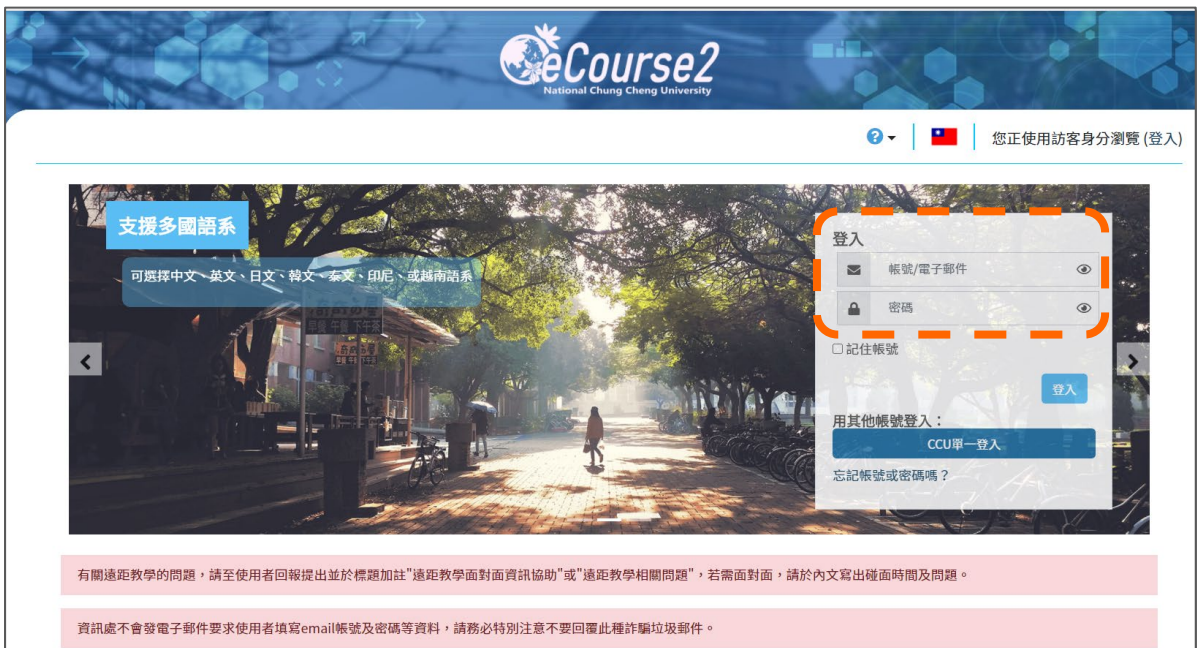 eCourse2
National Chung Cheng University
您正使用訪客身分瀏覽 (登入)
支援多國語系
可選擇中文、英文、日文、韓文、泰文、印尼、或越南語系
登入
帳號/電子郵件
密碼
記住帳號
登入
用其他帳號登入：
CCU單一登入
忘記帳號或密碼嗎？
有關遠距教學的問題，請至使用者回報提出並於標題加註"遠距教學面對面資訊協助"或"遠距教學相關問題"，若需面對面，請於內文寫出碰面時間及問題。
資訊處不會發電子郵件要求使用者填寫email帳號及密碼等資料，請務必特別注意不要回覆此種詐騙垃圾郵件。